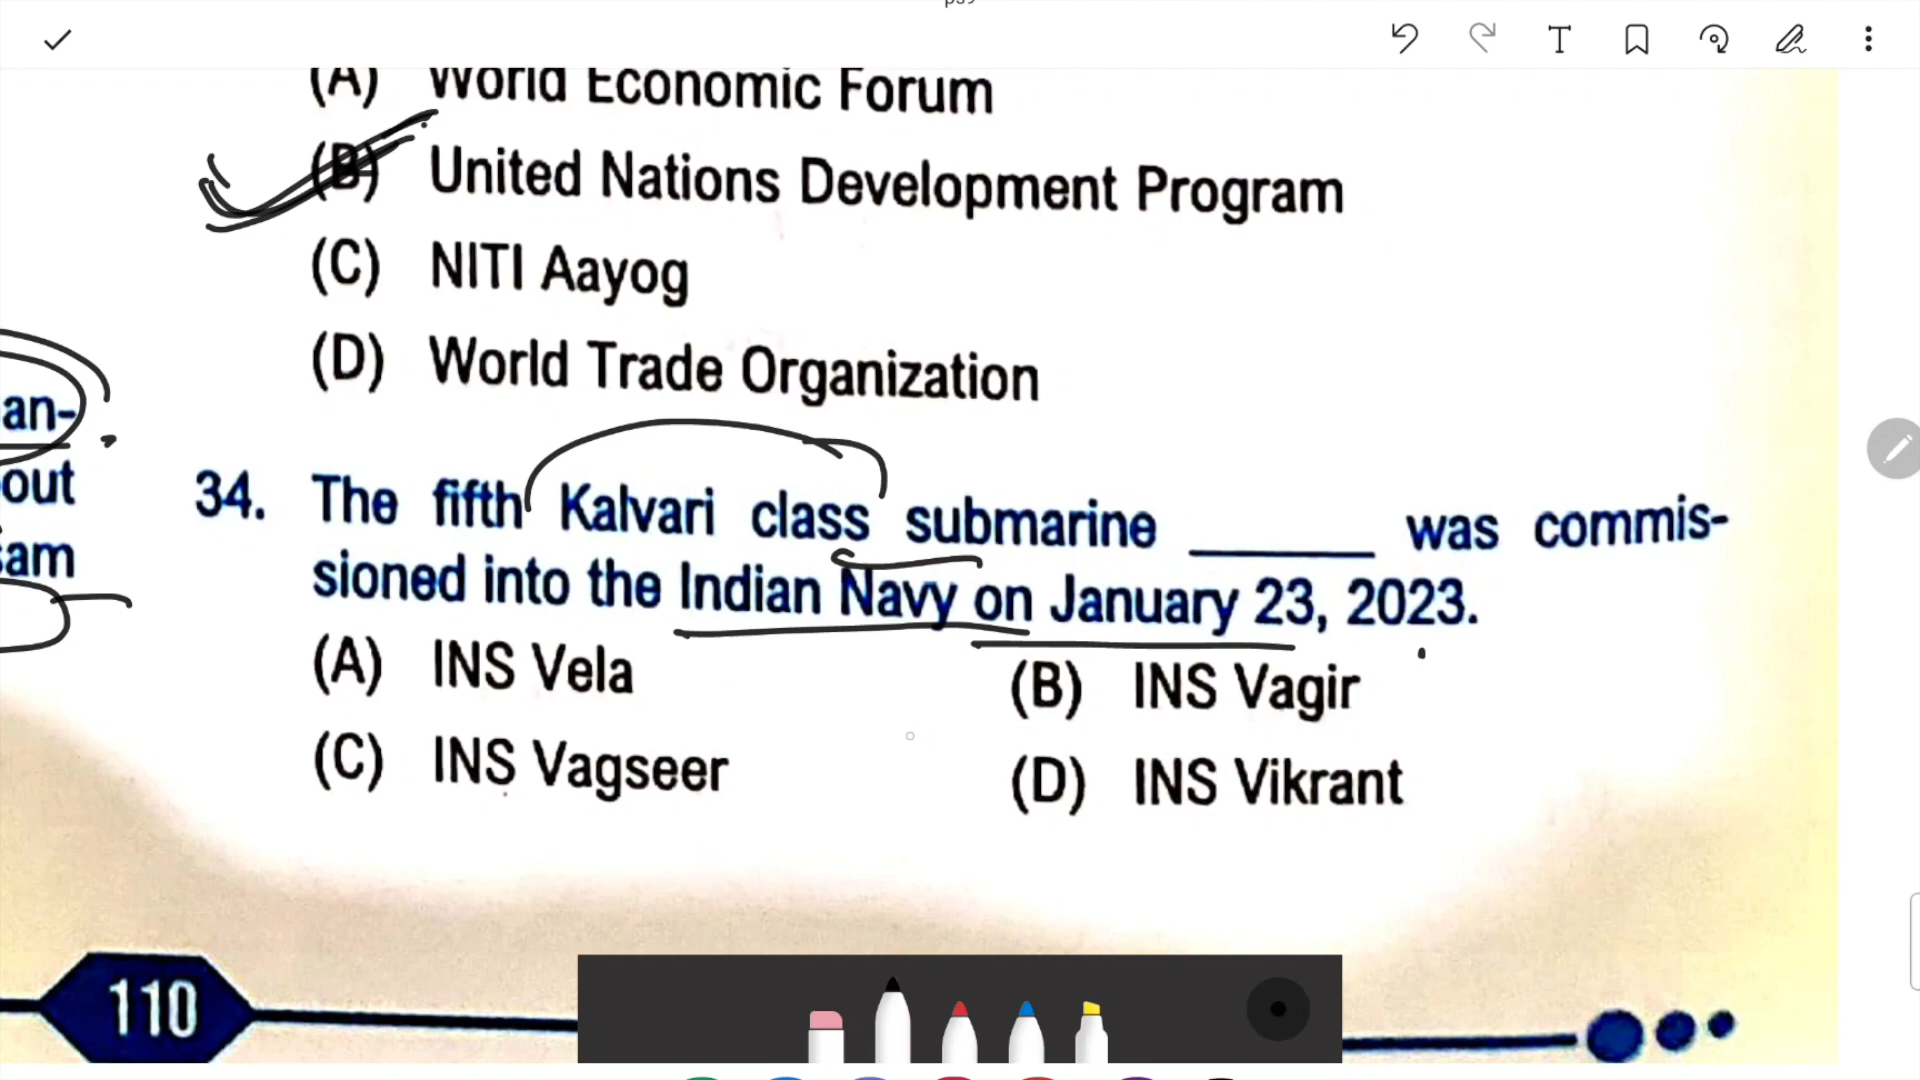 (A) World Economic Forum
(B) United Nations Development Program
(C) NITI Aayog
(D) World Trade Organization
an-
out
sam
34. The fifth Kalvari class submarine ______ was commis-
sioned into the Indian Navy on January 23, 2023.
(A) INS Vela (B) INS Vagir
(C) INS Vagseer (D) INS Vikrant
110